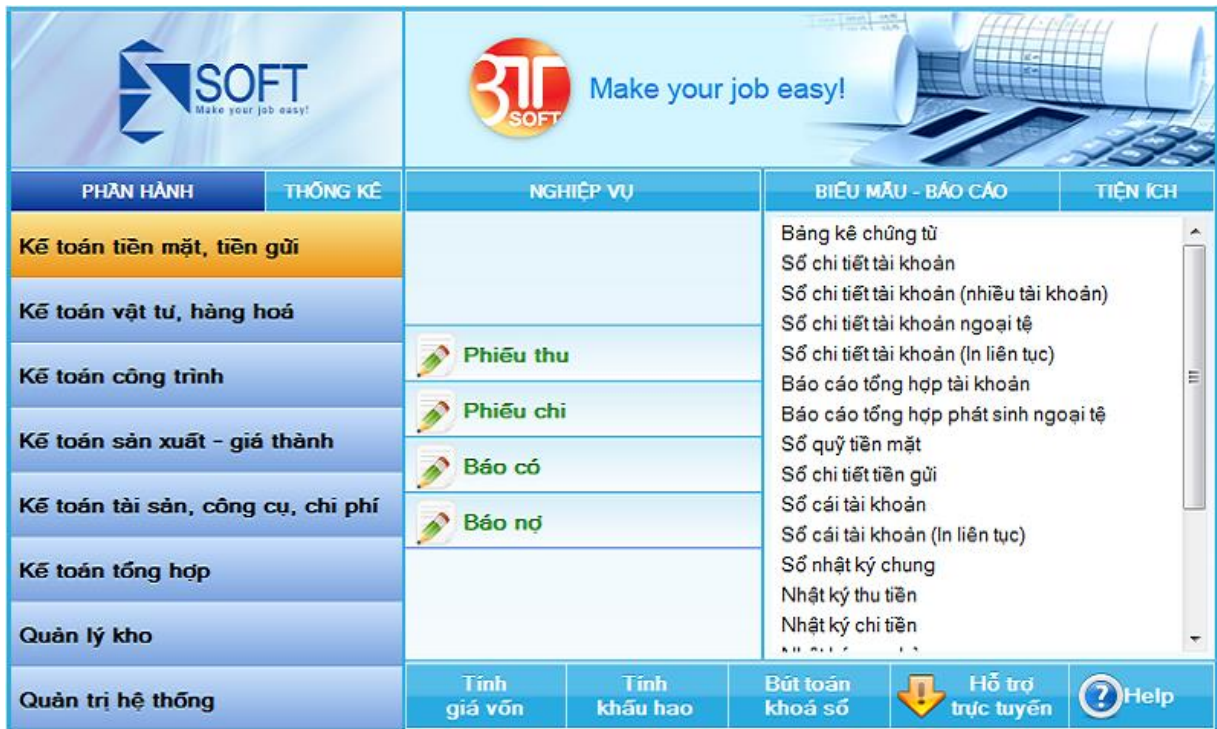 SOFT
Make your job easy!
3TSOFT
Make your job easy!
PHÂN HÀNH
THỐNG KÊ
NGHIỆP VỤ
BIỂU MẪU - BÁO CÁO
TIỆN ÍCH
Kế toán tiền mặt, tiền gửi
Kế toán vật tư, hàng hoá
Kế toán công trình
Kế toán sản xuất - giá thành
Kế toán tài sản, công cụ, chi phí
Kế toán tổng hợp
Quản lý kho
Quản trị hệ thống
Phiếu thu
Phiếu chi
Báo có
Báo nợ
Bảng kê chứng từ
Sổ chi tiết tài khoản
Sổ chi tiết tài khoản (nhiều tài khoản)
Sổ chi tiết tài khoản ngoại tệ
Sổ chi tiết tài khoản (In liên tục)
Báo cáo tổng hợp tài khoản
Báo cáo tổng hợp phát sinh ngoại tệ
Sổ quỹ tiền mặt
Sổ chi tiết tiền gửi
Sổ cái tài khoản
Sổ cái tài khoản (In liên tục)
Sổ nhật ký chung
Nhật ký thu tiền
Nhật ký chi tiền
Tính
giá vốn
Tính
khấu hao
Bút toán
khoá sổ
Hỗ trợ
trực tuyến
Help